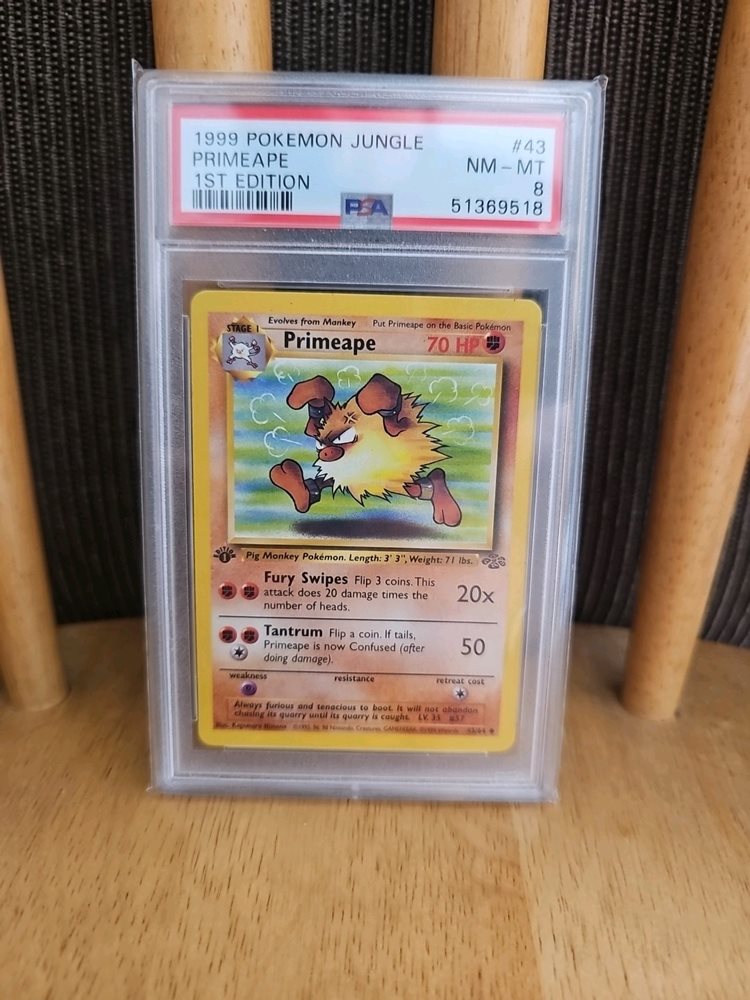 1999 POKEMON JUNGLE #43
PRIMEAPE NM - MT
1ST EDITION 8
PSA 51369518
Evolves from Mankey Put Primeape on the Basic Pokémon
STAGE 1
Primeape 70 HP
EDITION 1
Pig Monkey Pokémon. Length: 3' 3", Weight: 71 lbs.
Fury Swipes Flip 3 coins. This
attack does 20 damage times the 20x
number of heads.
Tantrum Flip a coin. If tails,
Primeape is now Confused (after 50
doing damage).
weakness resistance retreat cost
Always furious and tenacious to boot. It will not abandon
chasing its quarry until its quarry is caught. LV. 35 #57
43/64